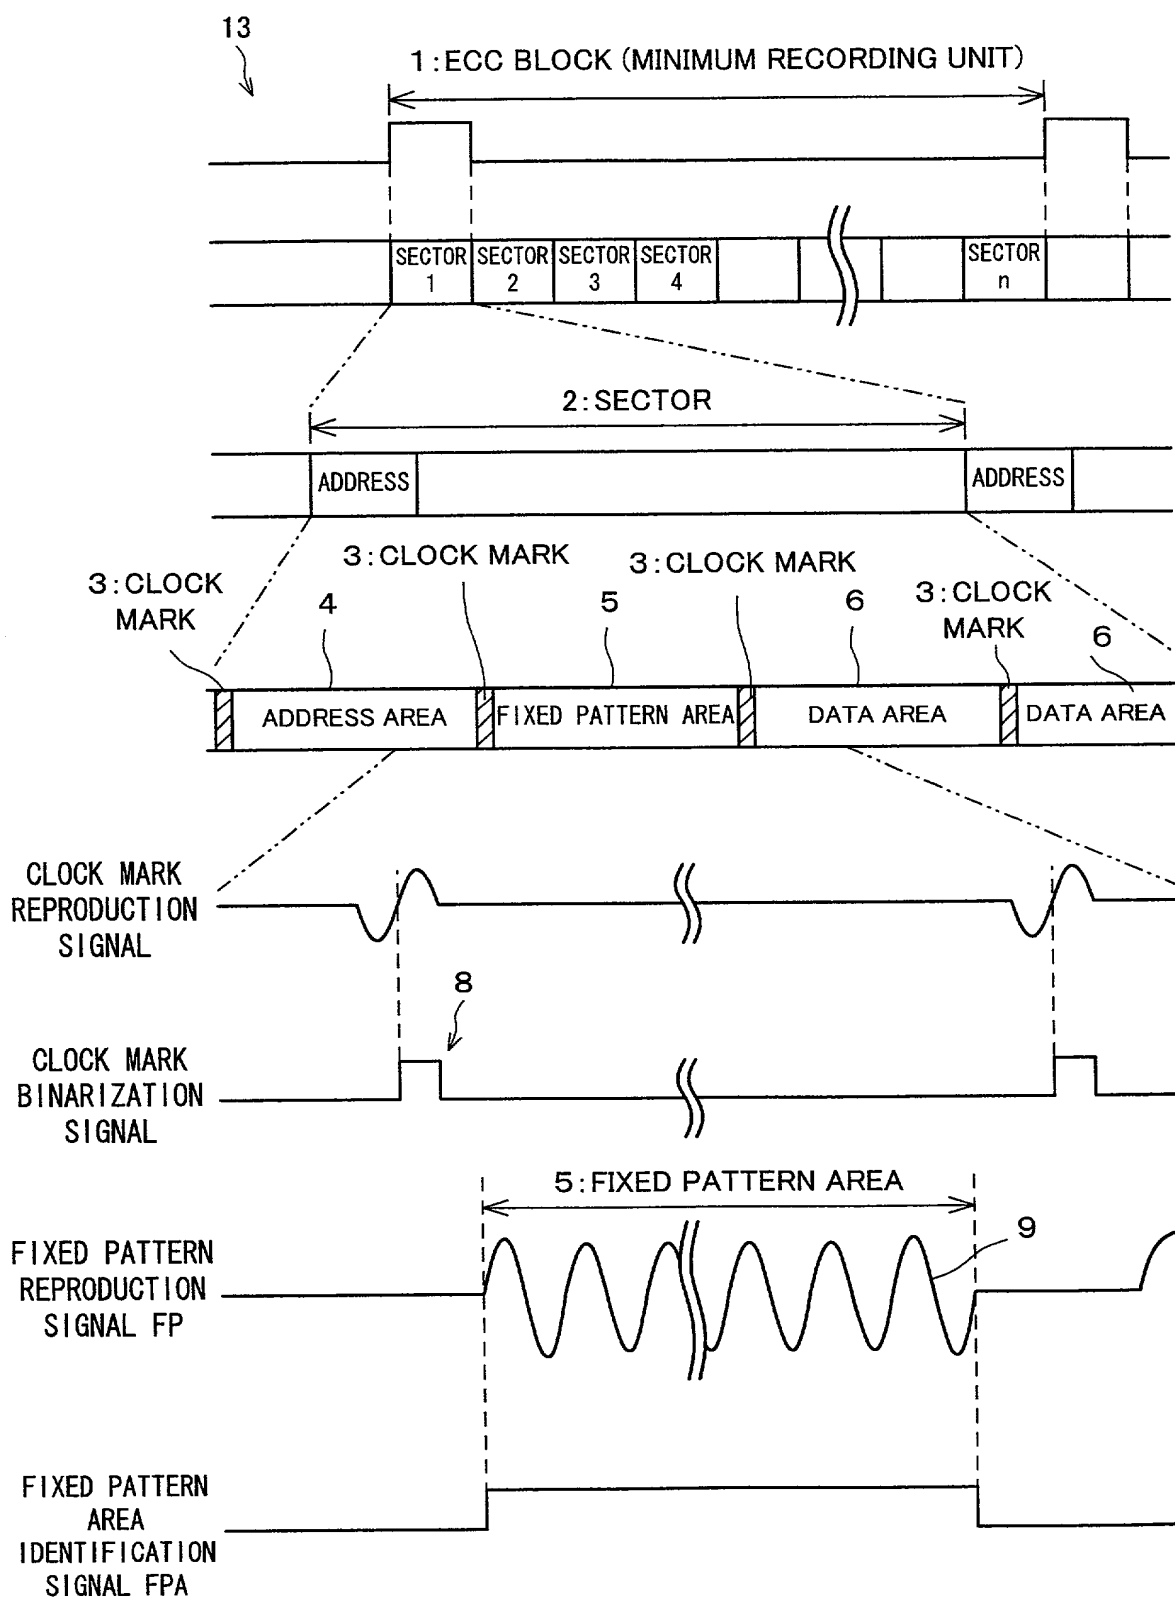 13
1:ECC BLOCK (MINIMUM RECORDING UNIT)
SECTOR 1
SECTOR 2
SECTOR 3
SECTOR 4
SECTOR n
2:SECTOR
ADDRESS
ADDRESS
3:CLOCK MARK
3:CLOCK MARK
3:CLOCK
MARK
4
5
6
3:CLOCK
MARK
6
ADDRESS AREA
FIXED PATTERN AREA
DATA AREA
DATA AREA
CLOCK MARK
REPRODUCTION
SIGNAL
8
CLOCK MARK
BINARIZATION
SIGNAL
5:FIXED PATTERN AREA
9
FIXED PATTERN
REPRODUCTION
SIGNAL FP
FIXED PATTERN
AREA
IDENTIFICATION
SIGNAL FPA